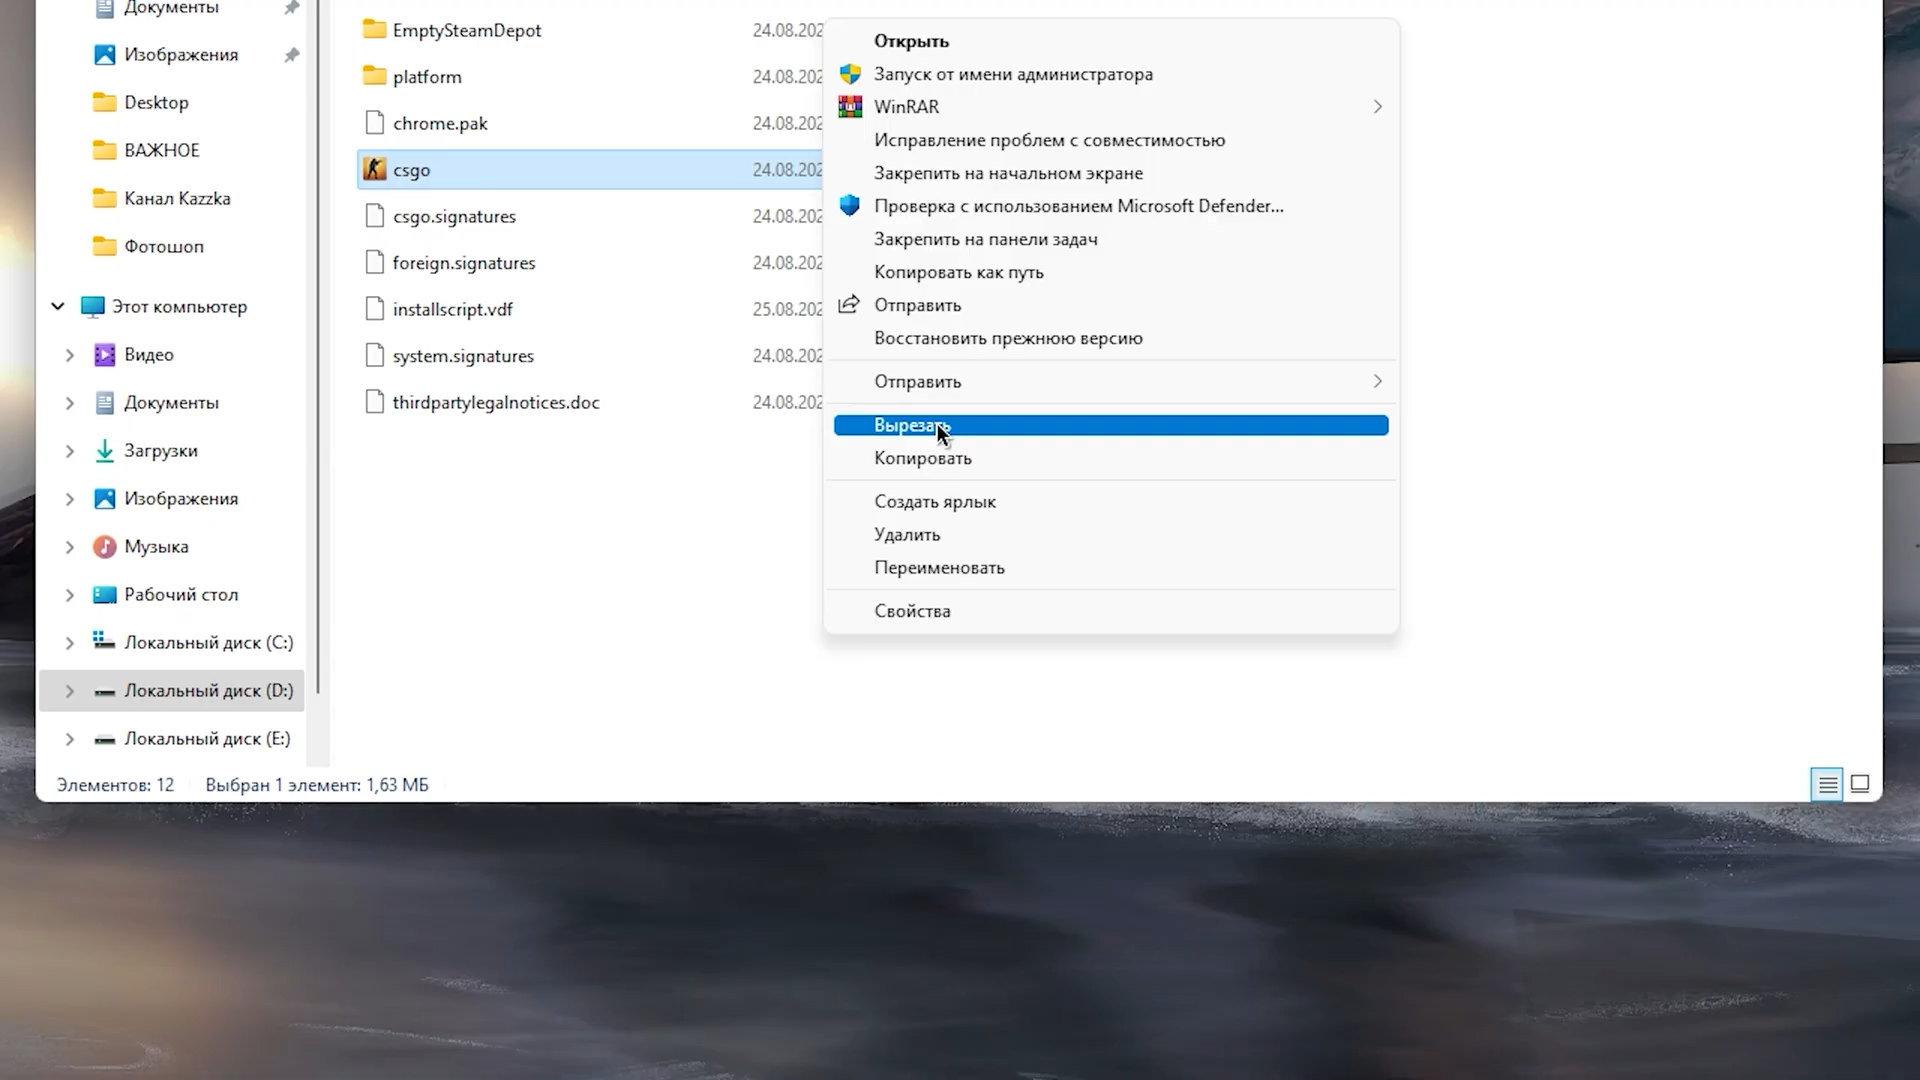 Документы
Изображения
Desktop
ВАЖНОЕ
Канал Kazzka
Фотошоп
Этот компьютер
Видео
Документы
Загрузки
Изображения
Музыка
Рабочий стол
Локальный диск (C:)
Локальный диск (D:)
Локальный диск (E:)
EmptySteamDepot 24.08.202
platform 24.08.202
chrome.pak 24.08.202
csgo 24.08.202
csgo.signatures 24.08.202
foreign.signatures 24.08.202
installscript.vdf 25.08.202
system.signatures 24.08.202
thirdpartylegalnotices.doc 24.08.202
Открыть
Запуск от имени администратора
WinRAR
Исправление проблем с совместимостью
Закрепить на начальном экране
Проверка с использованием Microsoft Defender...
Закрепить на панели задач
Копировать как путь
Отправить
Восстановить прежнюю версию
Отправить
Вырезать
Копировать
Создать ярлык
Удалить
Переименовать
Свойства
Элементов: 12 Выбран 1 элемент: 1,63 МБ